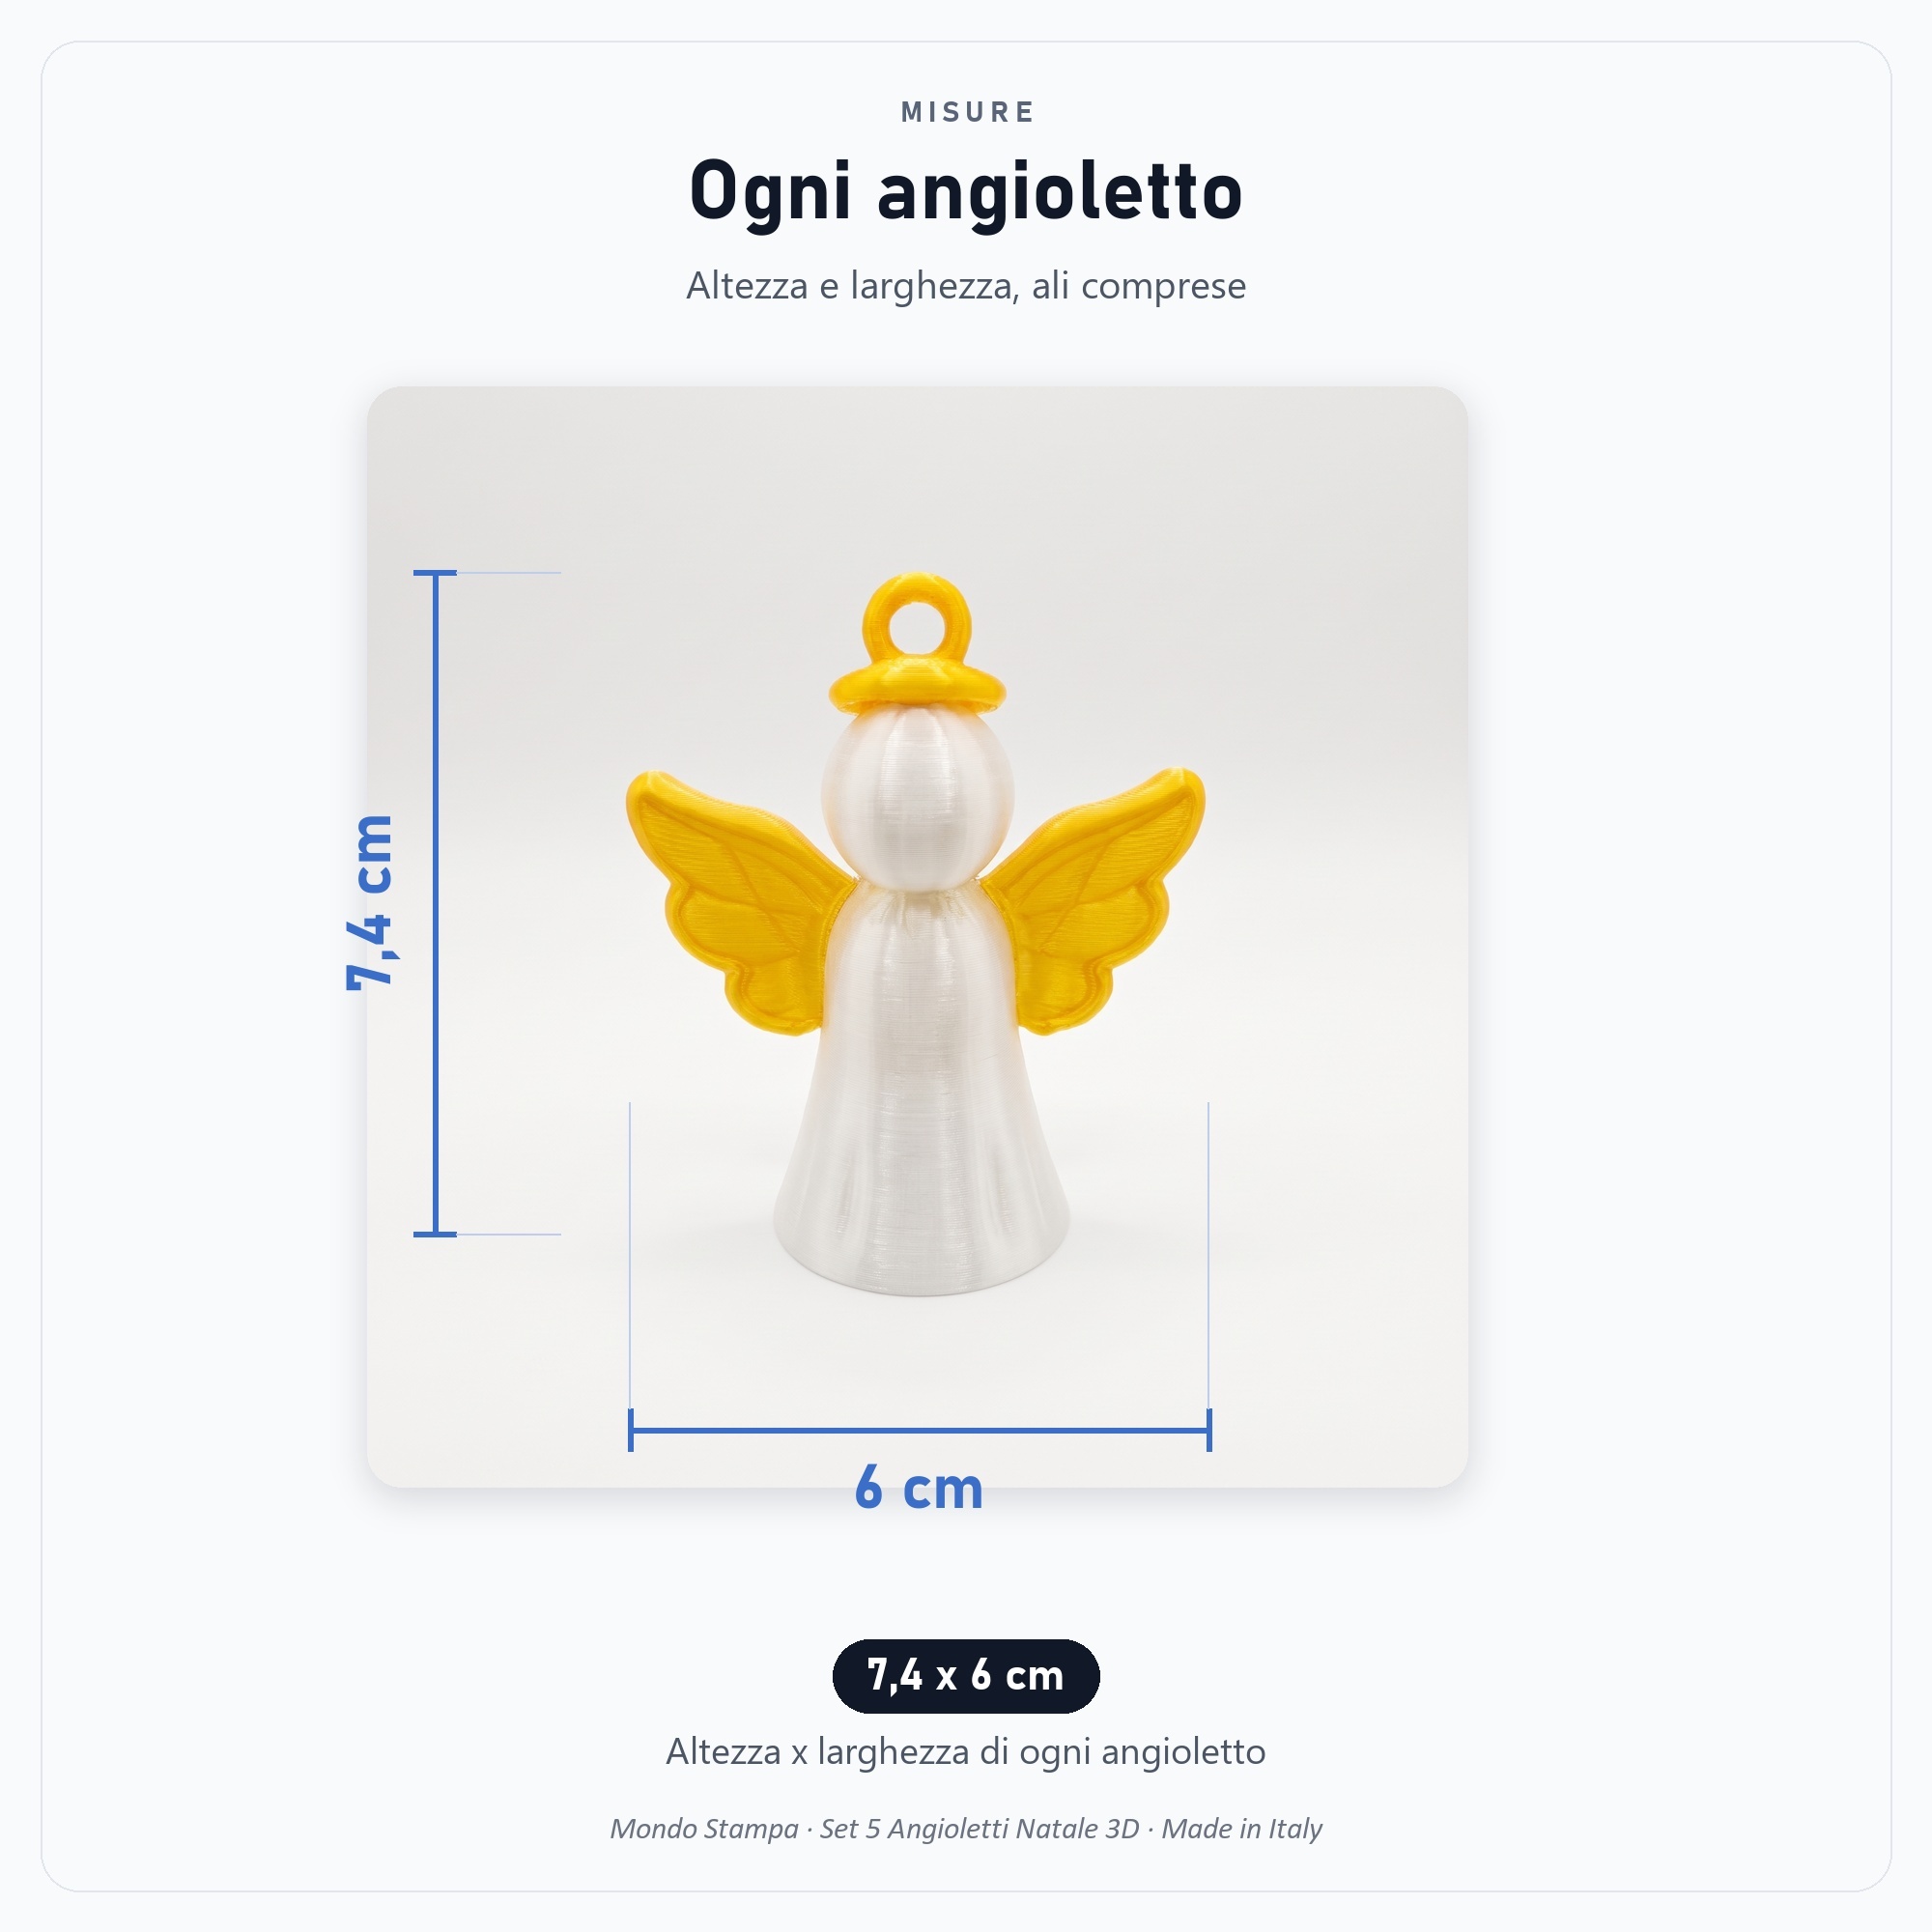 MISURE
Ogni angioletto
Altezza e larghezza, ali comprese
7,4 cm
6 cm
7,4 x 6 cm
Altezza x larghezza di ogni angioletto
Mondo Stampa · Set 5 Angioletti Natale 3D · Made in Italy